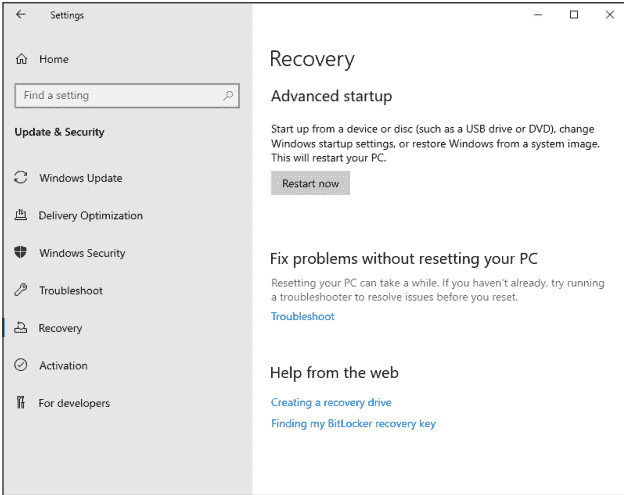 Settings
Home
Find a setting
Update & Security
Windows Update
Delivery Optimization
Windows Security
Troubleshoot
Recovery
Activation
For developers
Recovery
Advanced startup
Start up from a device or disc (such as a USB drive or DVD), change
Windows startup settings, or restore Windows from a system image.
This will restart your PC.
Restart now
Fix problems without resetting your PC
Resetting your PC can take a while. If you haven't already, try running
a troubleshooter to resolve issues before you reset.
Troubleshoot
Help from the web
Creating a recovery drive
Finding my BitLocker recovery key